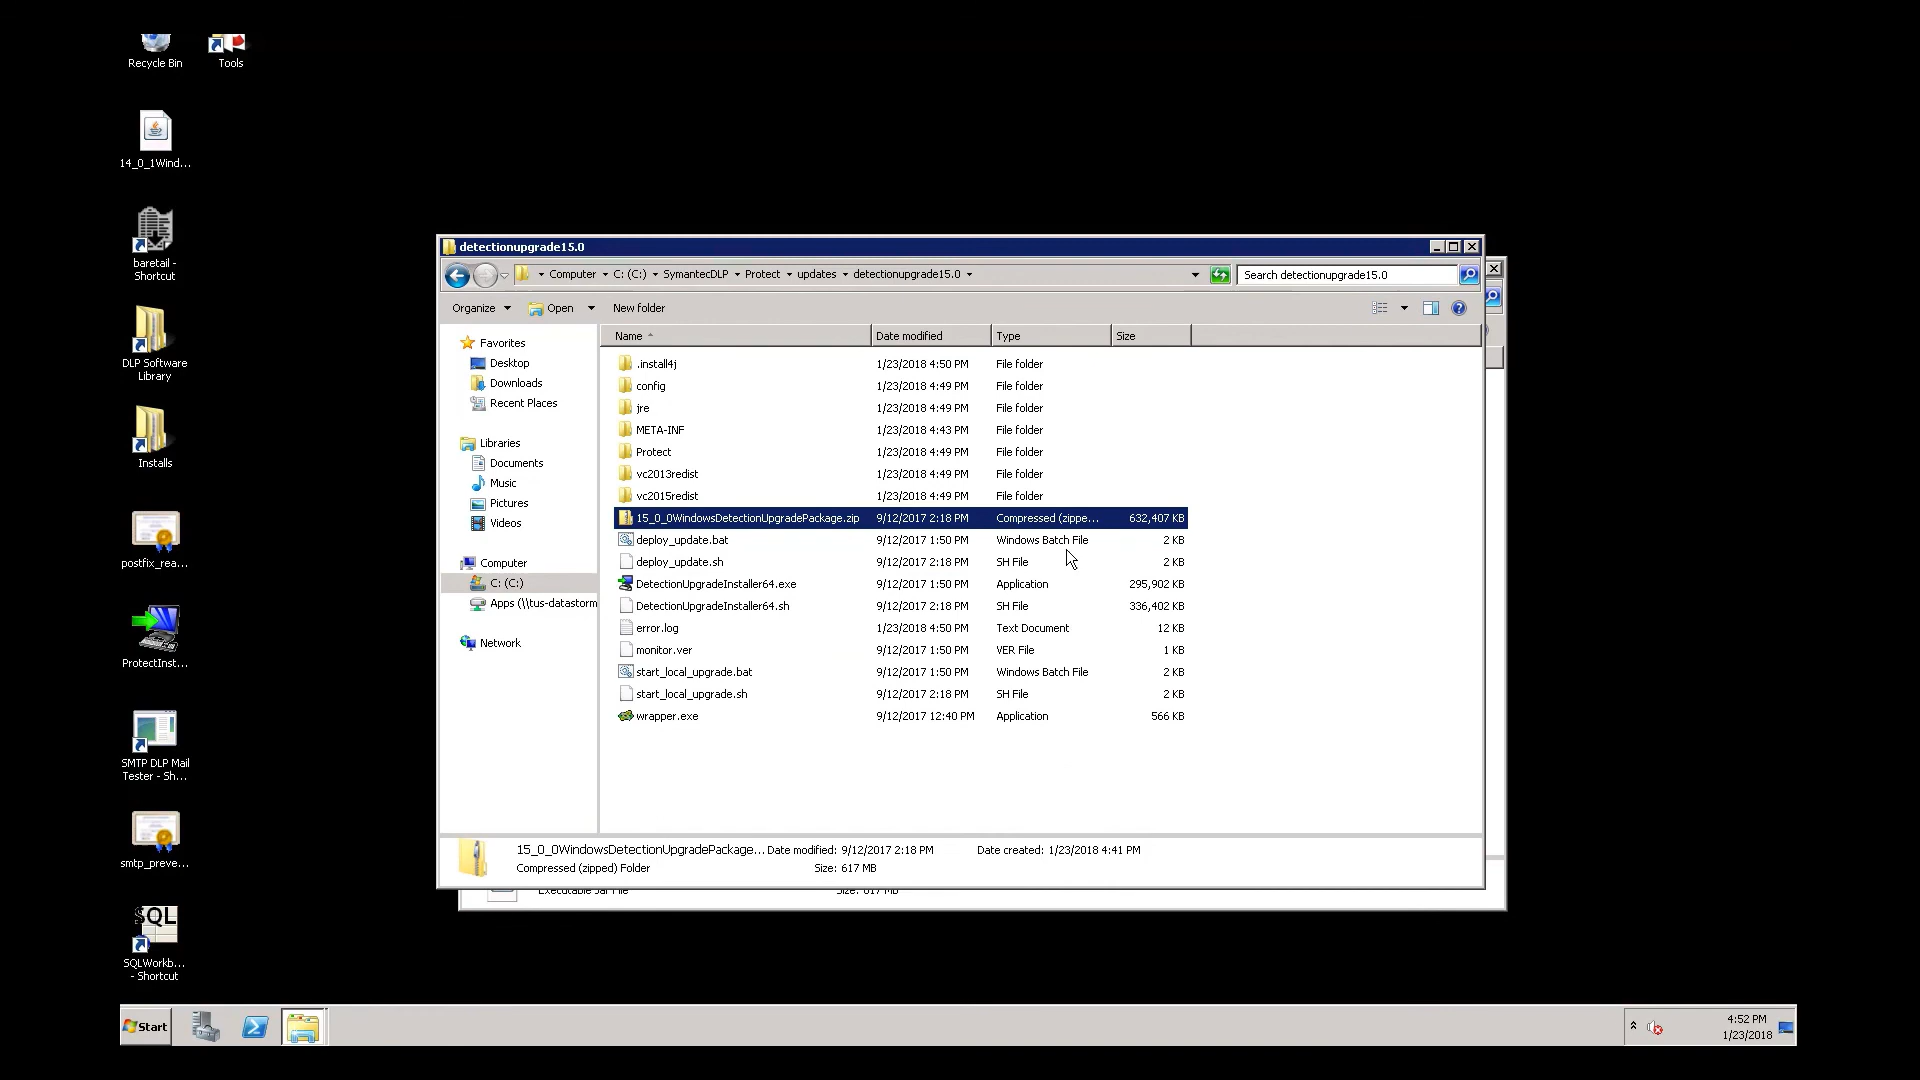 Recycle Bin
Tools
14_0_1Wind...
baretail -
Shortcut
DLP Software
Library
Installs
postfix_rea...
ProtectInst...
SMTP DLP Mail
Tester - Sh...
smtp_preve...
SQL
SQLWorkb...
- Shortcut
detectionupgrade15.0
Computer C: (C:) SymantecDLP Protect updates detectionupgrade15.0
Search detectionupgrade15.0
Organize Open New folder
Favorites
Desktop
Downloads
Recent Places
Libraries
Documents
Music
Pictures
Videos
Computer
C: (C:)
Apps (\\tus-datastorm
Network
Name Date modified Type Size
.install4j 1/23/2018 4:50 PM File folder
config 1/23/2018 4:49 PM File folder
jre 1/23/2018 4:49 PM File folder
META-INF 1/23/2018 4:43 PM File folder
Protect 1/23/2018 4:49 PM File folder
vc2013redist 1/23/2018 4:49 PM File folder
vc2015redist 1/23/2018 4:49 PM File folder
15_0_0WindowsDetectionUpgradePackage.zip 9/12/2017 2:18 PM Compressed (zippe... 632,407 KB
deploy_update.bat 9/12/2017 1:50 PM Windows Batch File 2 KB
deploy_update.sh 9/12/2017 2:18 PM SH File 2 KB
DetectionUpgradeInstaller64.exe 9/12/2017 1:50 PM Application 295,902 KB
DetectionUpgradeInstaller64.sh 9/12/2017 2:18 PM SH File 336,402 KB
error.log 1/23/2018 4:50 PM Text Document 12 KB
monitor.ver 9/12/2017 1:50 PM VER File 1 KB
start_local_upgrade.bat 9/12/2017 1:50 PM Windows Batch File 2 KB
start_local_upgrade.sh 9/12/2017 2:18 PM SH File 2 KB
wrapper.exe 9/12/2017 12:40 PM Application 566 KB
15_0_0WindowsDetectionUpgradePackage... Date modified: 9/12/2017 2:18 PM Date created: 1/23/2018 4:41 PM
Compressed (zipped) Folder Size: 617 MB
Executable Jar File Size: 617 MB
Start
4:52 PM
1/23/2018